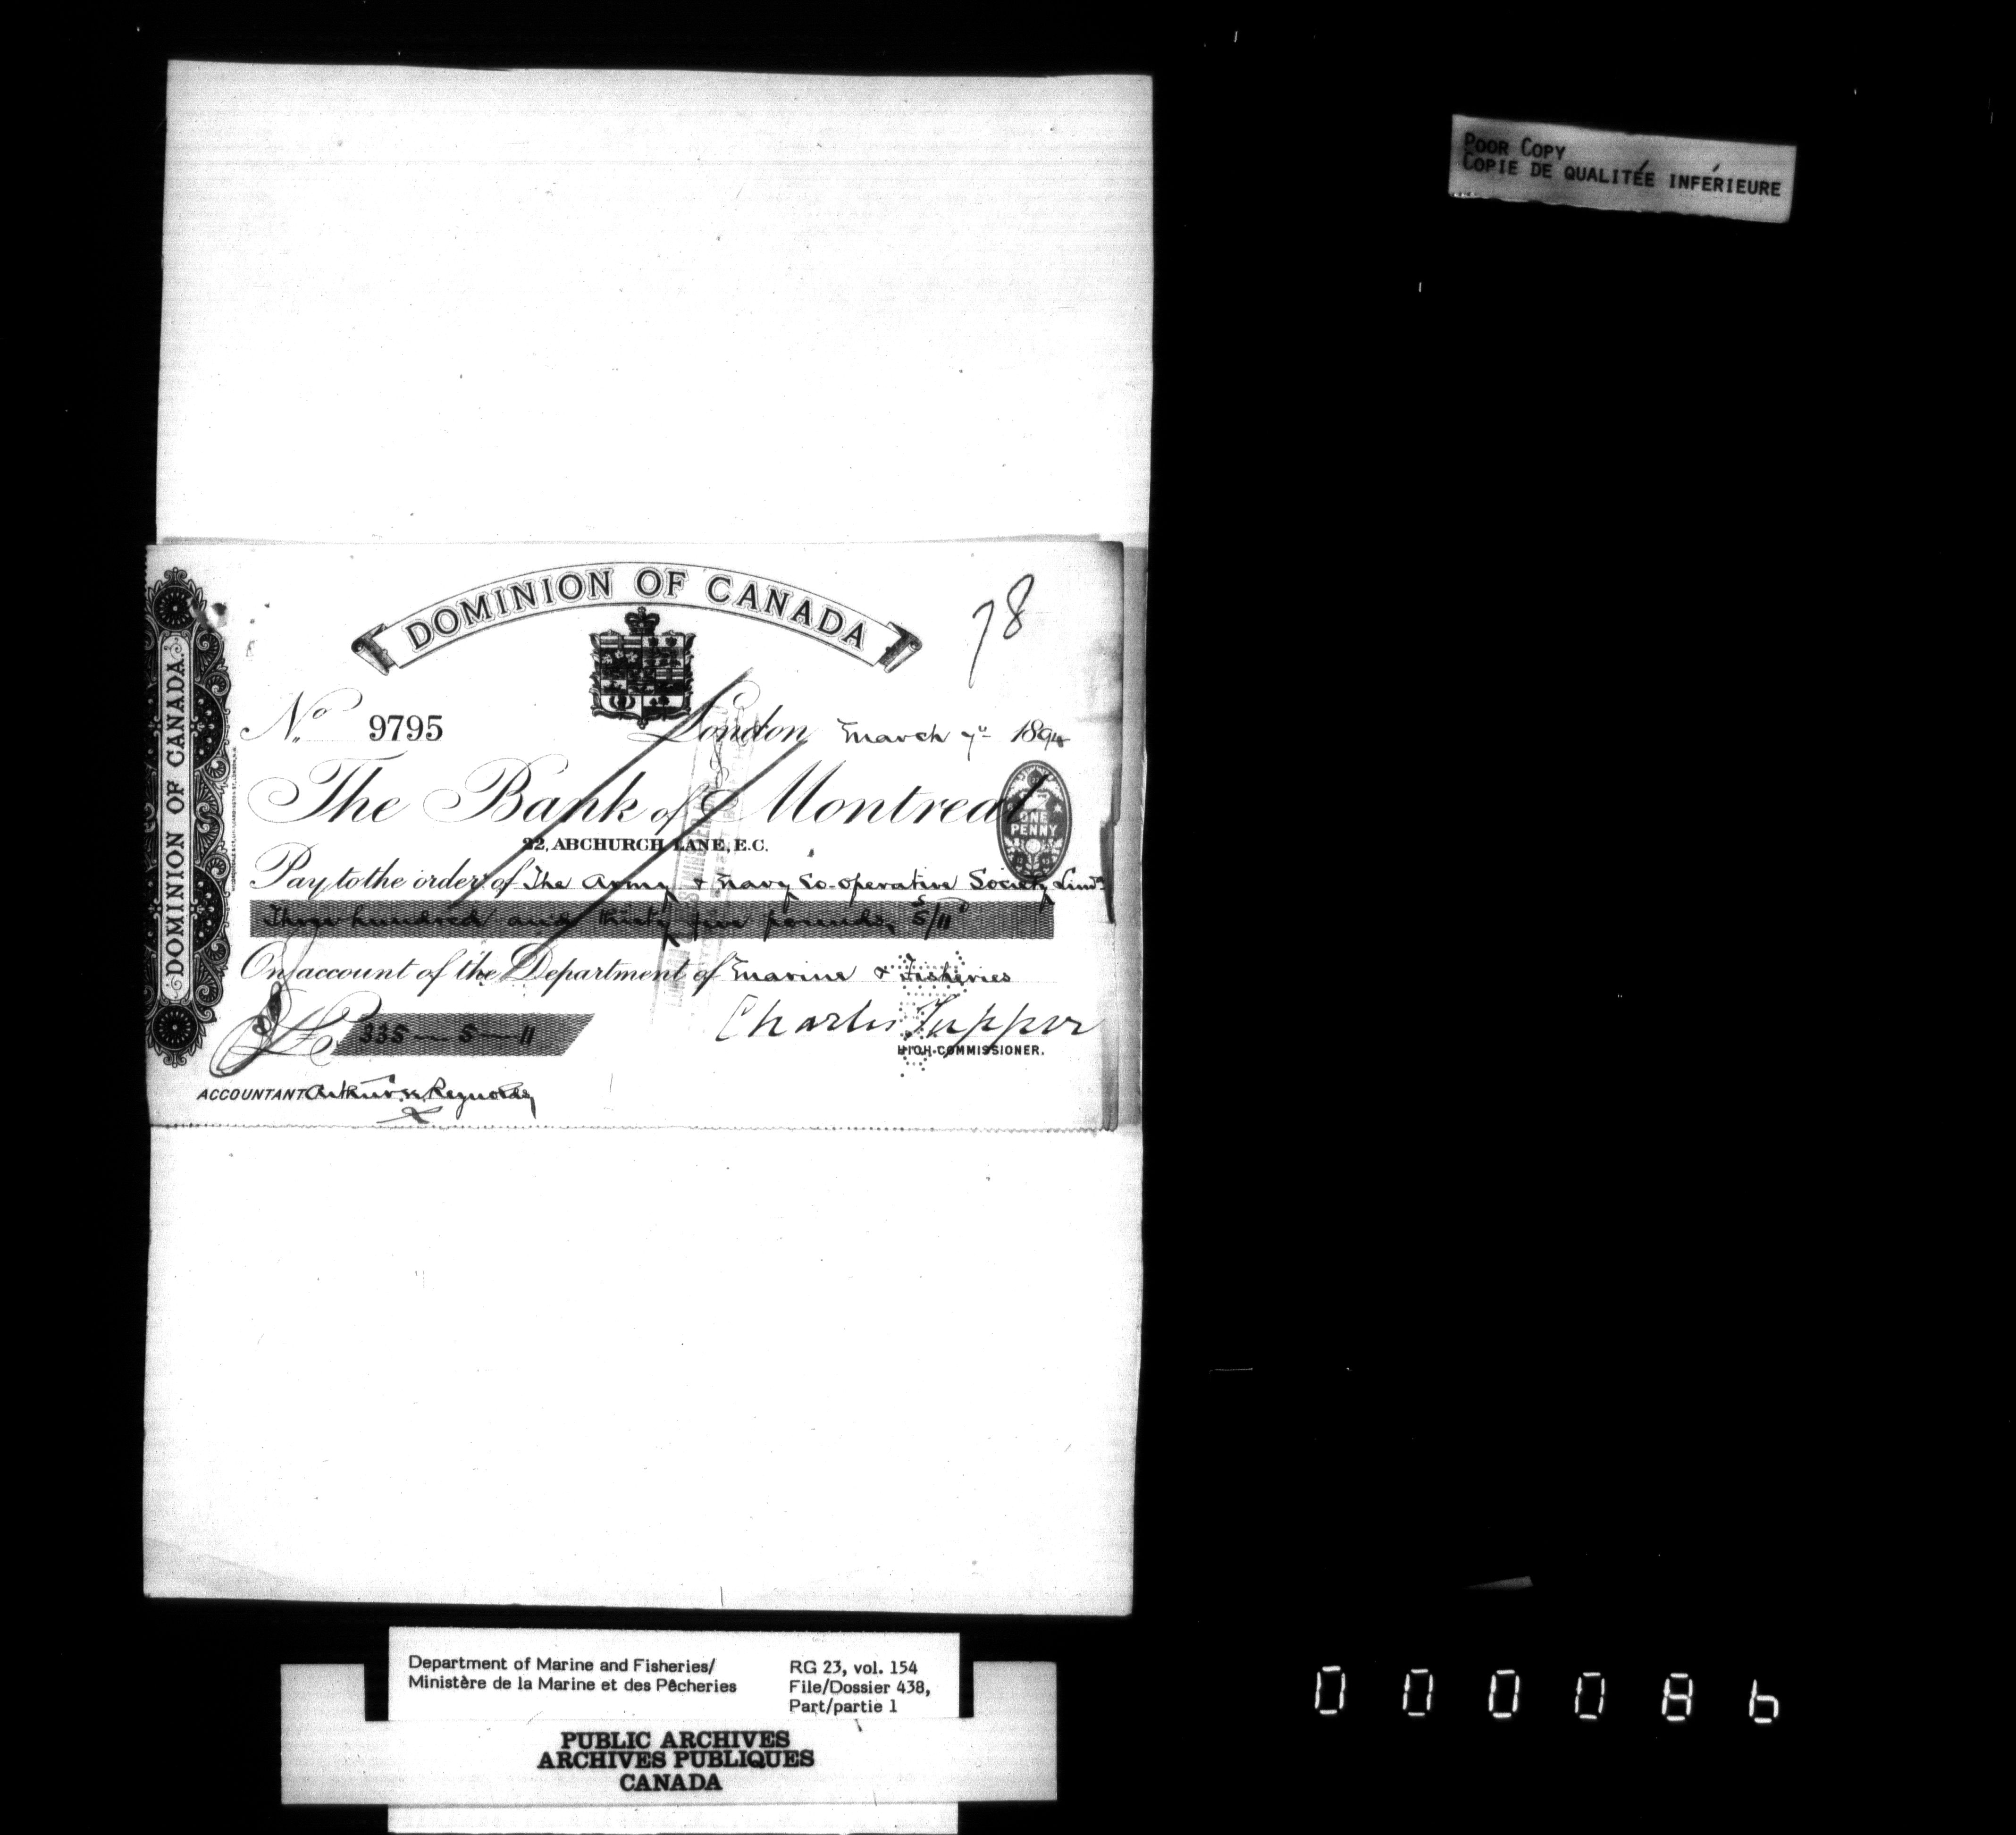 POOR COPY
COPIE DE QUALITÉE INFÉRIEURE
DOMINION OF CANADA
78
DOMINION OF CANADA.
No 9795
London March 7th 1894
The Bank of Montreal
22, ABCHURCH LANE, E.C.
ONE PENNY
Pay to the order of The Army & Navy Co-operative Society Limd
Three hundred and thirty five pounds, 5s/11d
On account of the Department of Marine & Fisheries
£ 335 — 5 — 11
Charles Tupper
HIGH COMMISSIONER.
ACCOUNTANT Arthur W. Reynolds
Department of Marine and Fisheries/
Ministère de la Marine et des Pêcheries
RG 23, vol. 154
File/Dossier 438,
Part/partie 1
PUBLIC ARCHIVES
ARCHIVES PUBLIQUES
CANADA
000086